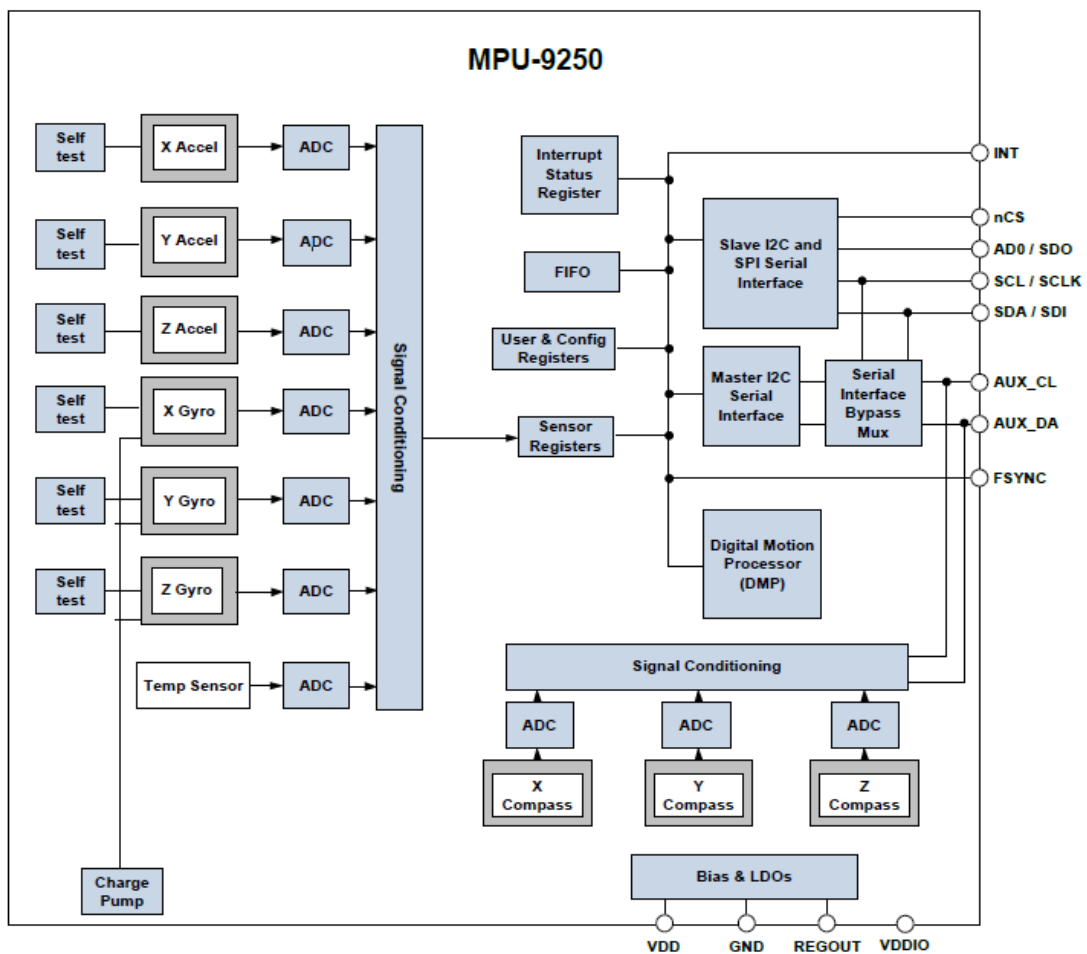 MPU-9250
Self
test
X Accel
ADC
Self
test
Y Accel
ADC
Self
test
Z Accel
ADC
Self
test
X Gyro
ADC
Self
test
Y Gyro
ADC
Self
test
Z Gyro
ADC
Temp Sensor
ADC
Signal Conditioning
Charge
Pump
Interrupt
Status
Register
FIFO
User & Config
Registers
Sensor
Registers
Slave I2C and
SPI Serial
Interface
Master I2C
Serial
Interface
Serial
Interface
Bypass
Mux
Digital Motion
Processor
(DMP)
INT
nCS
AD0 / SDO
SCL / SCLK
SDA / SDI
AUX_CL
AUX_DA
FSYNC
Signal Conditioning
ADC
ADC
ADC
X
Compass
Y
Compass
Z
Compass
Bias & LDOs
VDD
GND
REGOUT
VDDIO